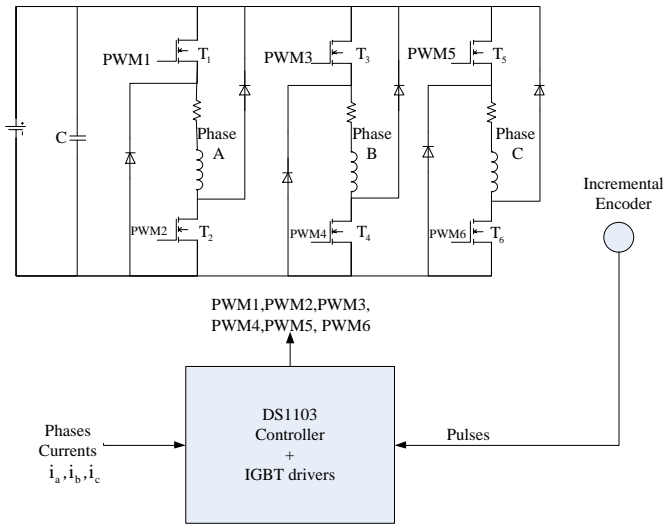 PWM1
T1
PWM3
T3
PWM5
T5
C
Phase
A
Phase
B
Phase
C
PWM2
T2
PWM4
T4
PWM6
T6
Incremental
Encoder
PWM1,PWM2,PWM3,
PWM4,PWM5, PWM6
DS1103
Controller
+
IGBT drivers
Phases
Currents
ia,ib,ic
Pulses